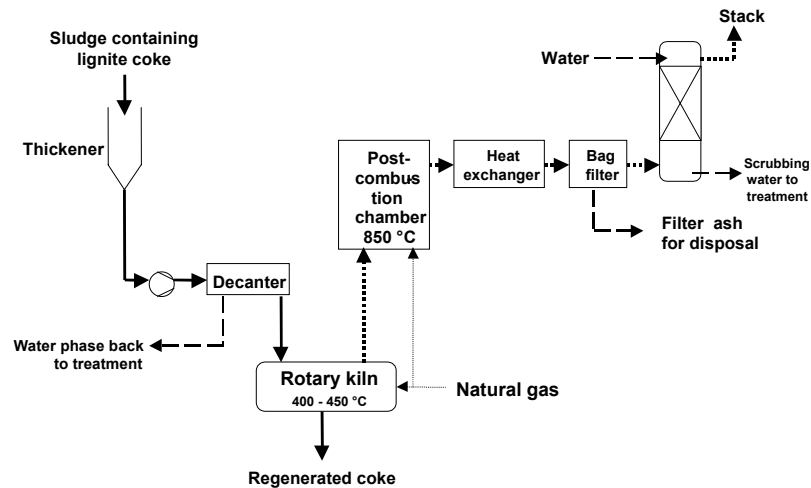 Sludge containing
lignite coke
Thickener
Decanter
Water phase back
to treatment
Rotary kiln
400 - 450 °C
Regenerated coke
Natural gas
Post-
combus-
tion
chamber
850 °C
Heat
exchanger
Bag
filter
Filter ash
for disposal
Water
Stack
Scrubbing
water to
treatment